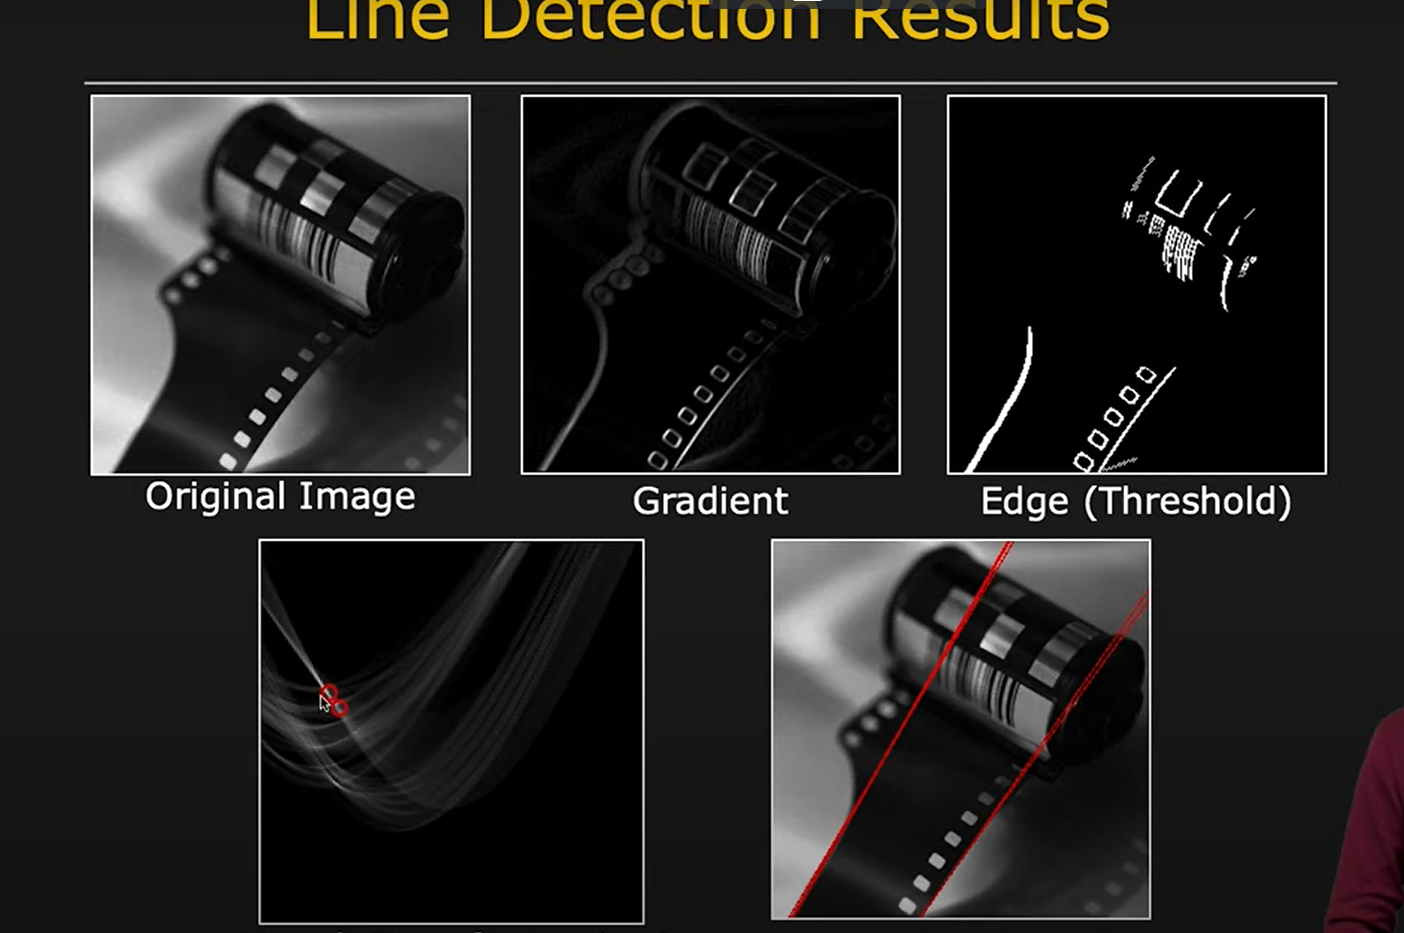 Line Detection Results
Original Image
Gradient
Edge (Threshold)